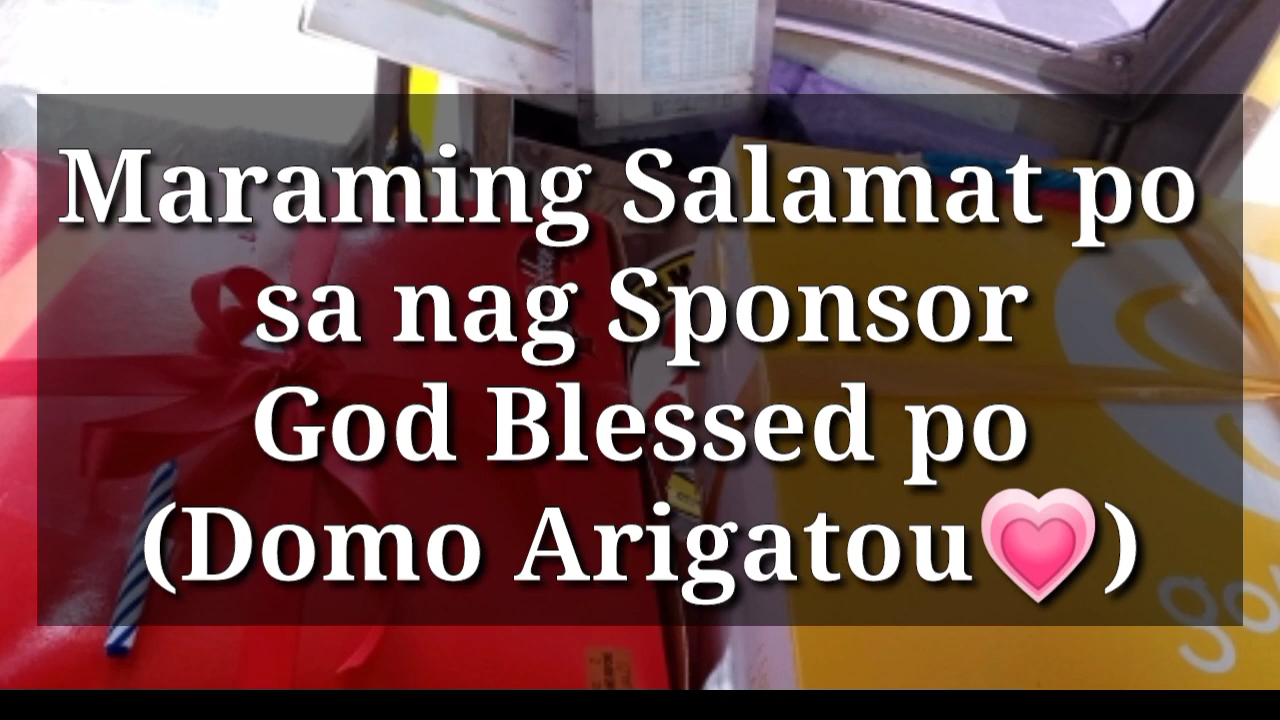 Maraming Salamat po
sa nag Sponsor
God Blessed po
(Domo Arigatou💗)